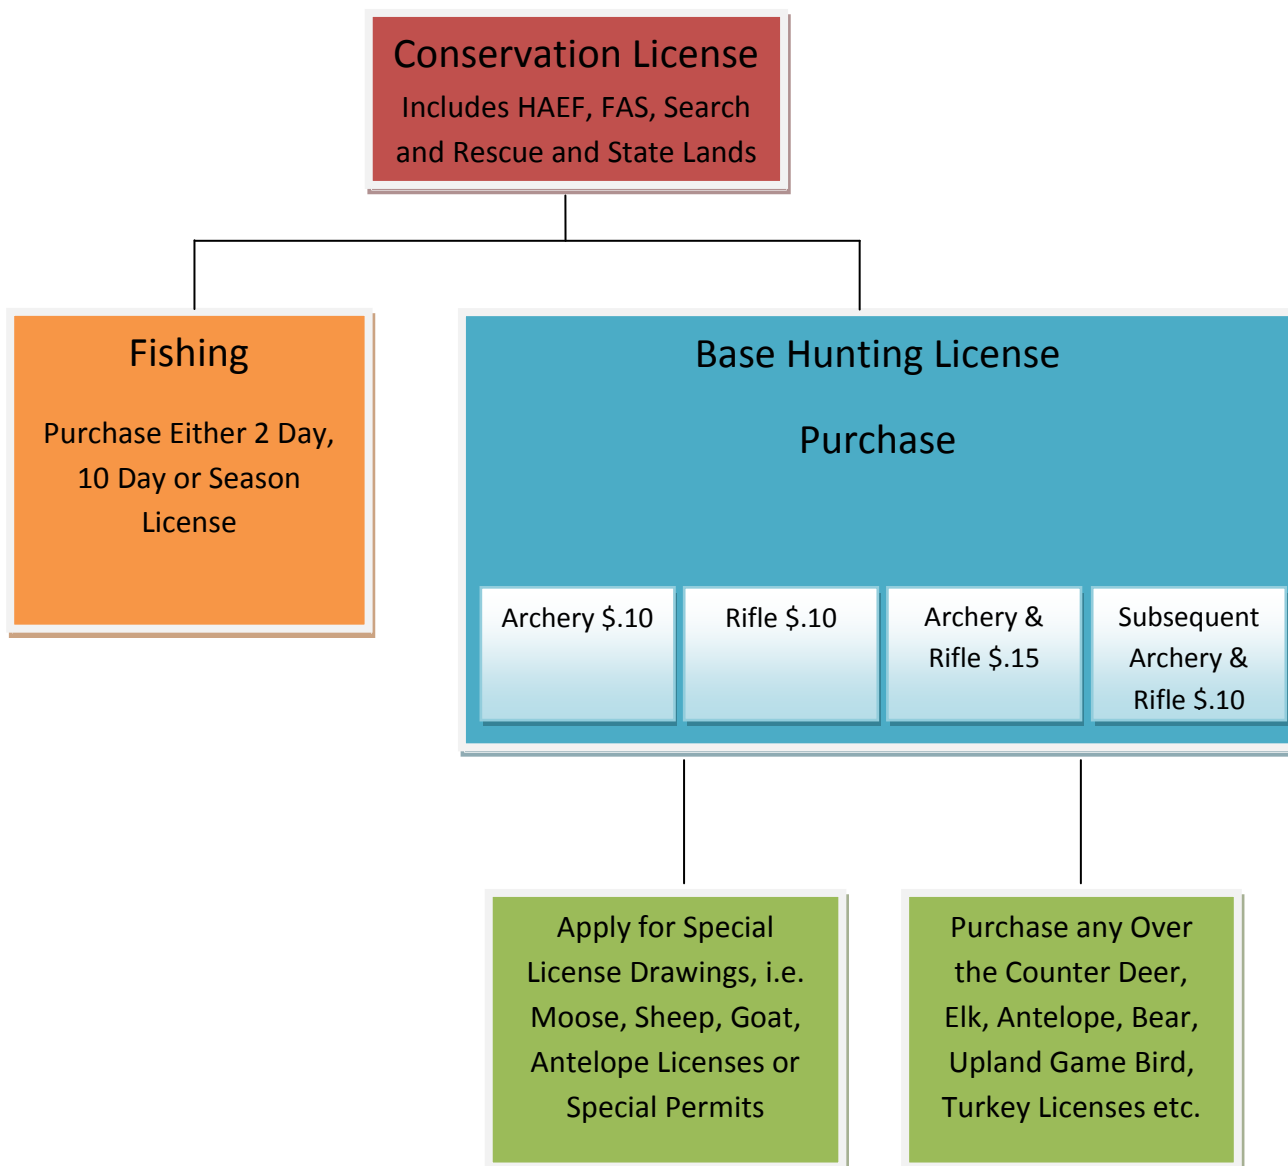 Conservation License
Includes HAEF, FAS, Search
and Rescue and State Lands
Fishing
Purchase Either 2 Day,
10 Day or Season
License
Base Hunting License
Purchase
Archery $.10
Rifle $.10
Archery &
Rifle $.15
Subsequent
Archery &
Rifle $.10
Apply for Special
License Drawings, i.e.
Moose, Sheep, Goat,
Antelope Licenses or
Special Permits
Purchase any Over
the Counter Deer,
Elk, Antelope, Bear,
Upland Game Bird,
Turkey Licenses etc.